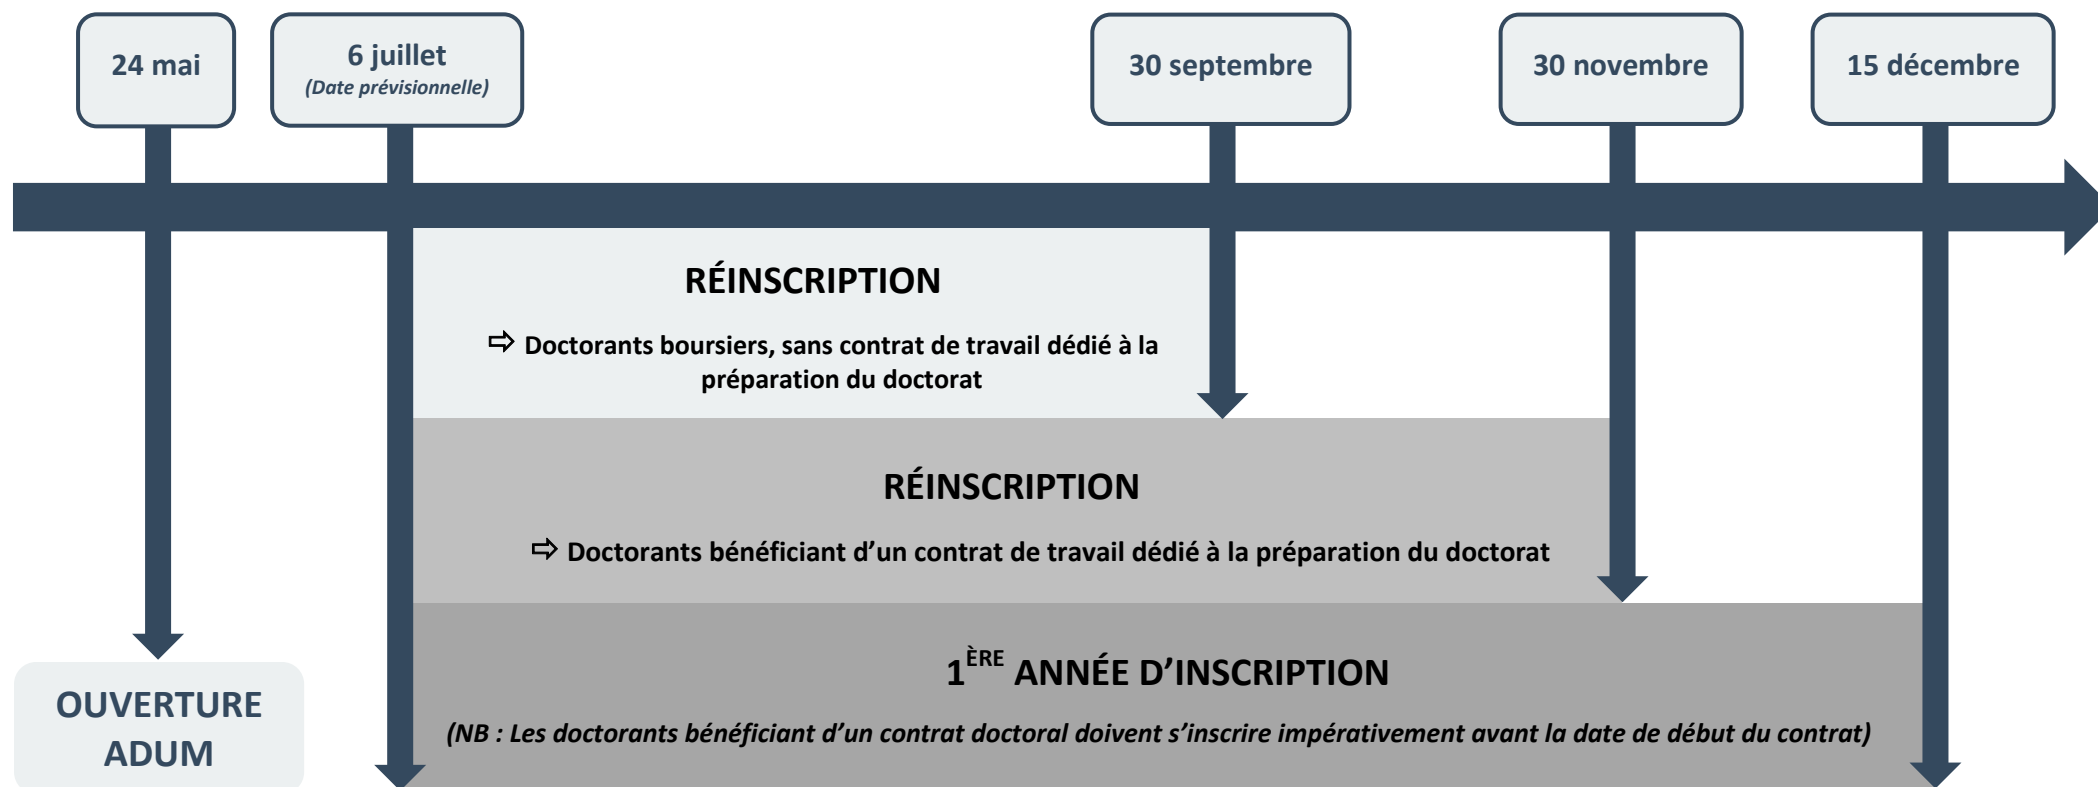 24 mai
6 juillet
(Date prévisionnelle)
30 septembre
30 novembre
15 décembre
RÉINSCRIPTION
⇨ Doctorants boursiers, sans contrat de travail dédié à la
préparation du doctorat
RÉINSCRIPTION
⇨ Doctorants bénéficiant d’un contrat de travail dédié à la préparation du doctorat
1ÈRE ANNÉE D’INSCRIPTION
(NB : Les doctorants bénéficiant d’un contrat doctoral doivent s’inscrire impérativement avant la date de début du contrat)
OUVERTURE
ADUM